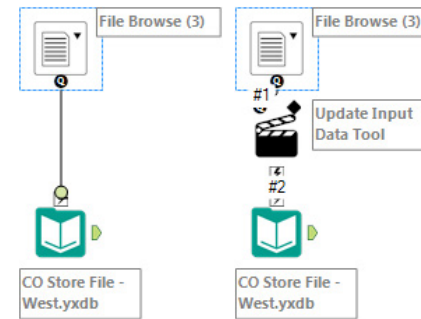 File Browse (3)
File Browse (3)
#1
Update Input
Data Tool
#2
CO Store File -
West.yxdb
CO Store File -
West.yxdb